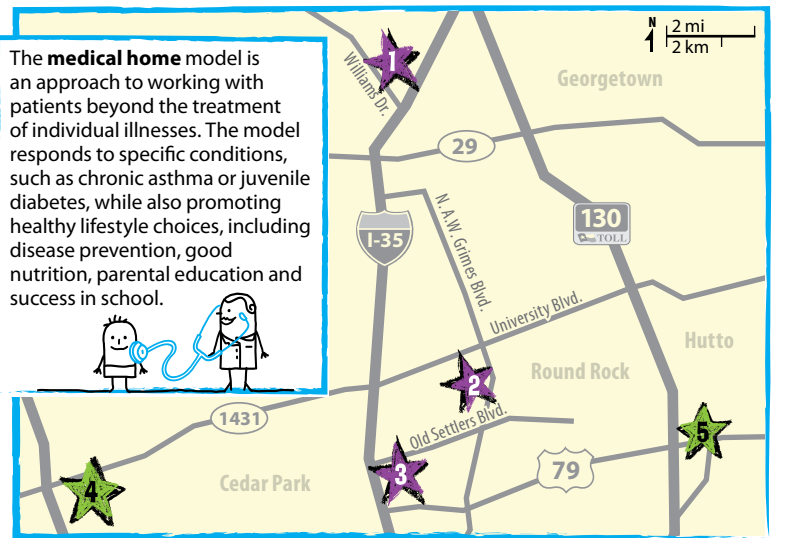 The medical home model is
an approach to working with
patients beyond the treatment
of individual illnesses. The model
responds to specific conditions,
such as chronic asthma or juvenile
diabetes, while also promoting
healthy lifestyle choices, including
disease prevention, good
nutrition, parental education and
success in school.
N
2 mi
2 km
1
Williams Dr.
Georgetown
29
I-35
N. A.W. Grimes Blvd.
130
TOLL
University Blvd.
Hutto
2
Round Rock
1431
Old Settlers Blvd.
5
3
79
4
Cedar Park